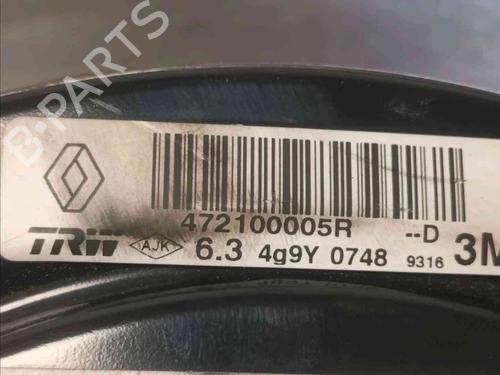 B-PARTS
472100005R --D
TRW AJK 6.3 4g9Y 0748 9316 3M